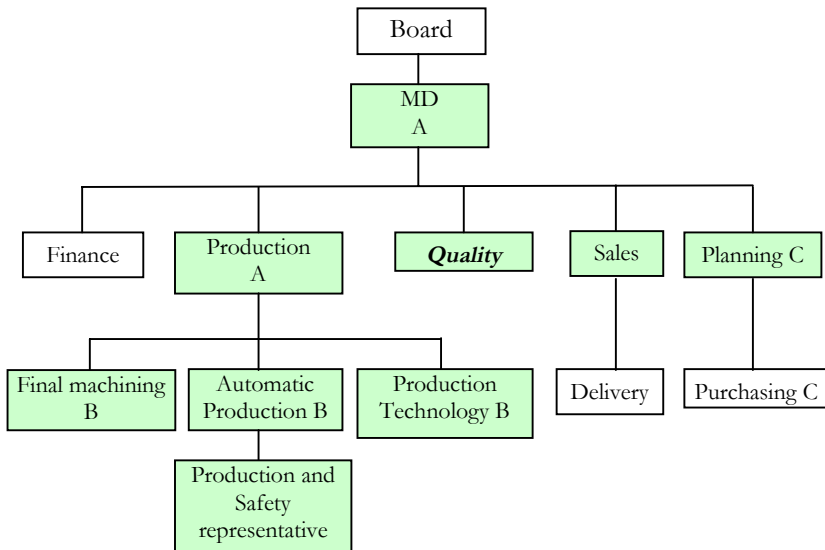 Board
MD
A
Finance
Production
A
Quality
Sales
Planning C
Final machining
B
Automatic
Production B
Production
Technology B
Delivery
Purchasing C
Production and
Safety
representative